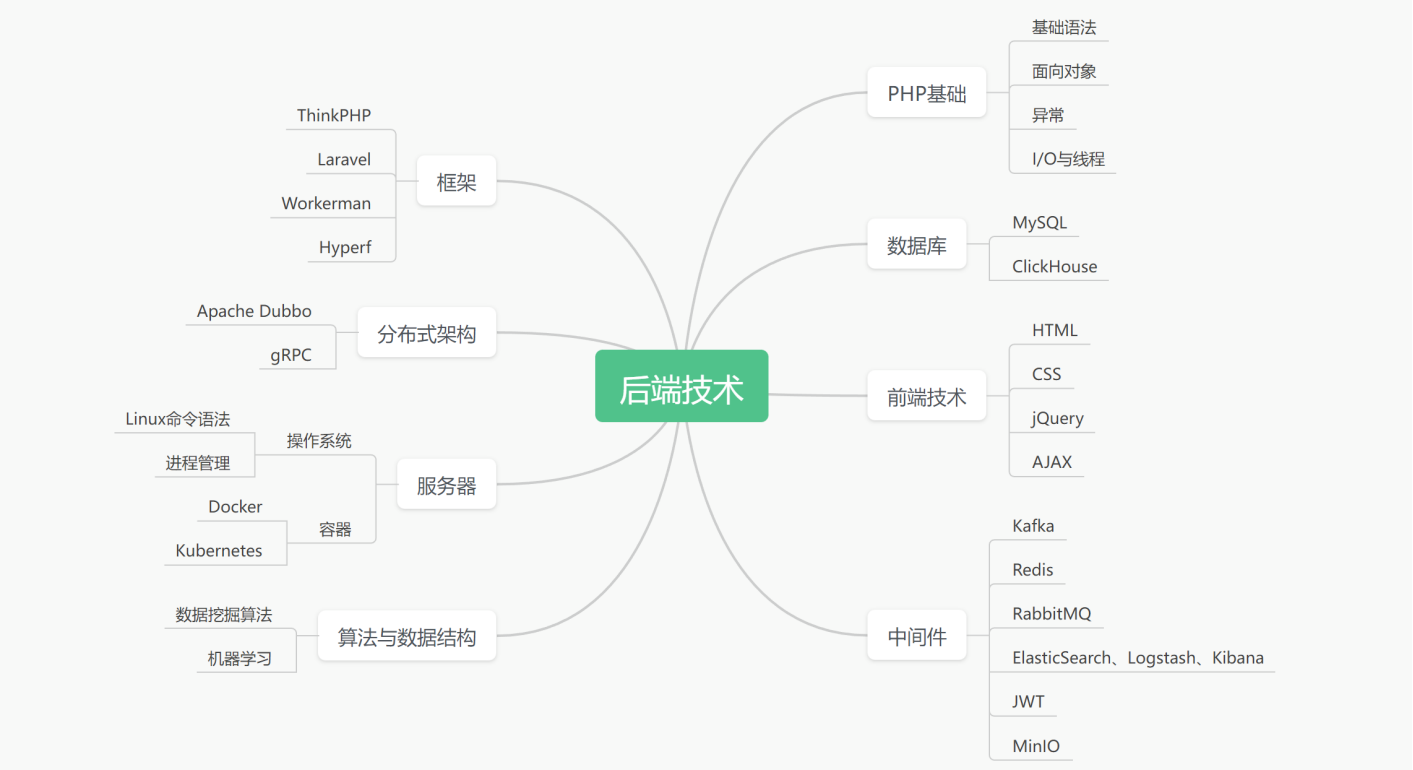 后端技术
PHP基础
基础语法
面向对象
异常
I/O与线程
数据库
MySQL
ClickHouse
前端技术
HTML
CSS
jQuery
AJAX
中间件
Kafka
Redis
RabbitMQ
ElasticSearch、Logstash、Kibana
JWT
MinIO
框架
ThinkPHP
Laravel
Workerman
Hyperf
分布式架构
Apache Dubbo
gRPC
服务器
操作系统
Linux命令语法
进程管理
容器
Docker
Kubernetes
算法与数据结构
数据挖掘算法
机器学习